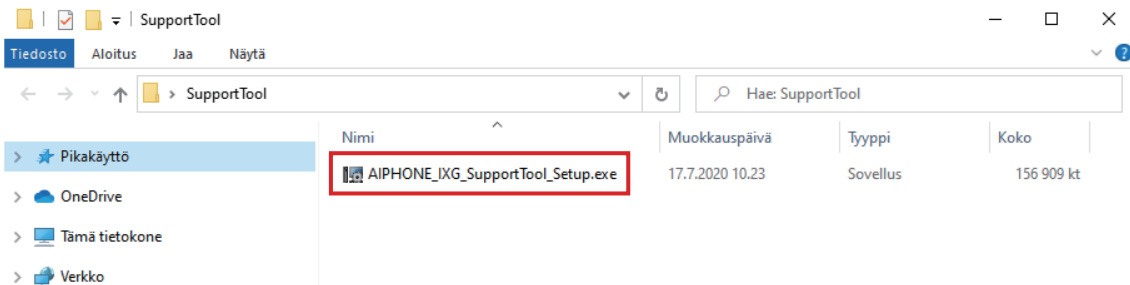 SupportTool
Tiedosto Aloitus Jaa Näytä
SupportTool Hae: SupportTool
Nimi Muokkauspäivä Tyyppi Koko
Pikakäyttö
AIPHONE_IXG_SupportTool_Setup.exe 17.7.2020 10.23 Sovellus 156 909 kt
OneDrive
Tämä tietokone
Verkko